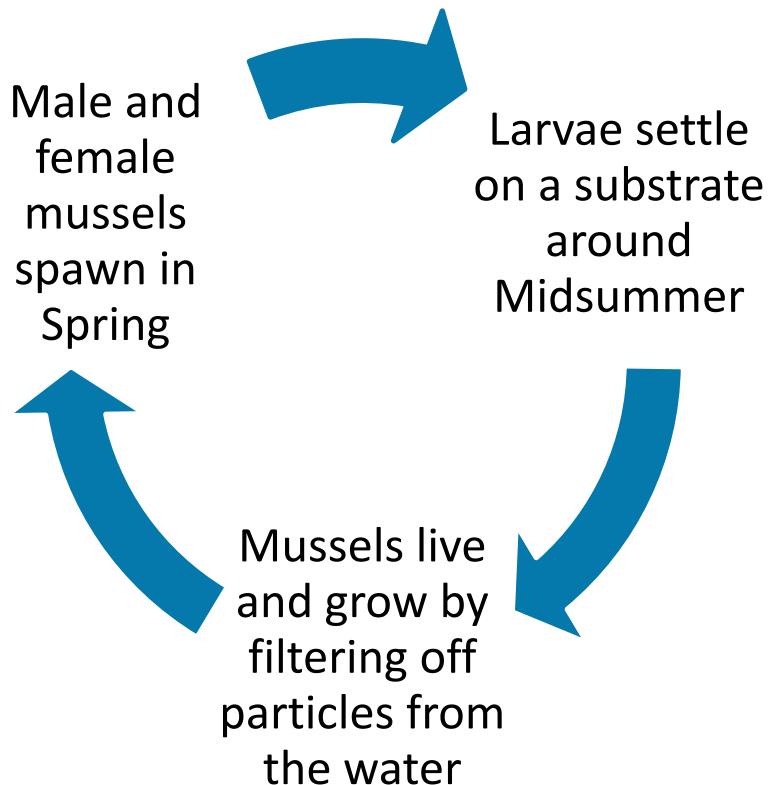 Male and
female
mussels
spawn in
Spring
Larvae settle
on a substrate
around
Midsummer
Mussels live
and grow by
filtering off
particles from
the water